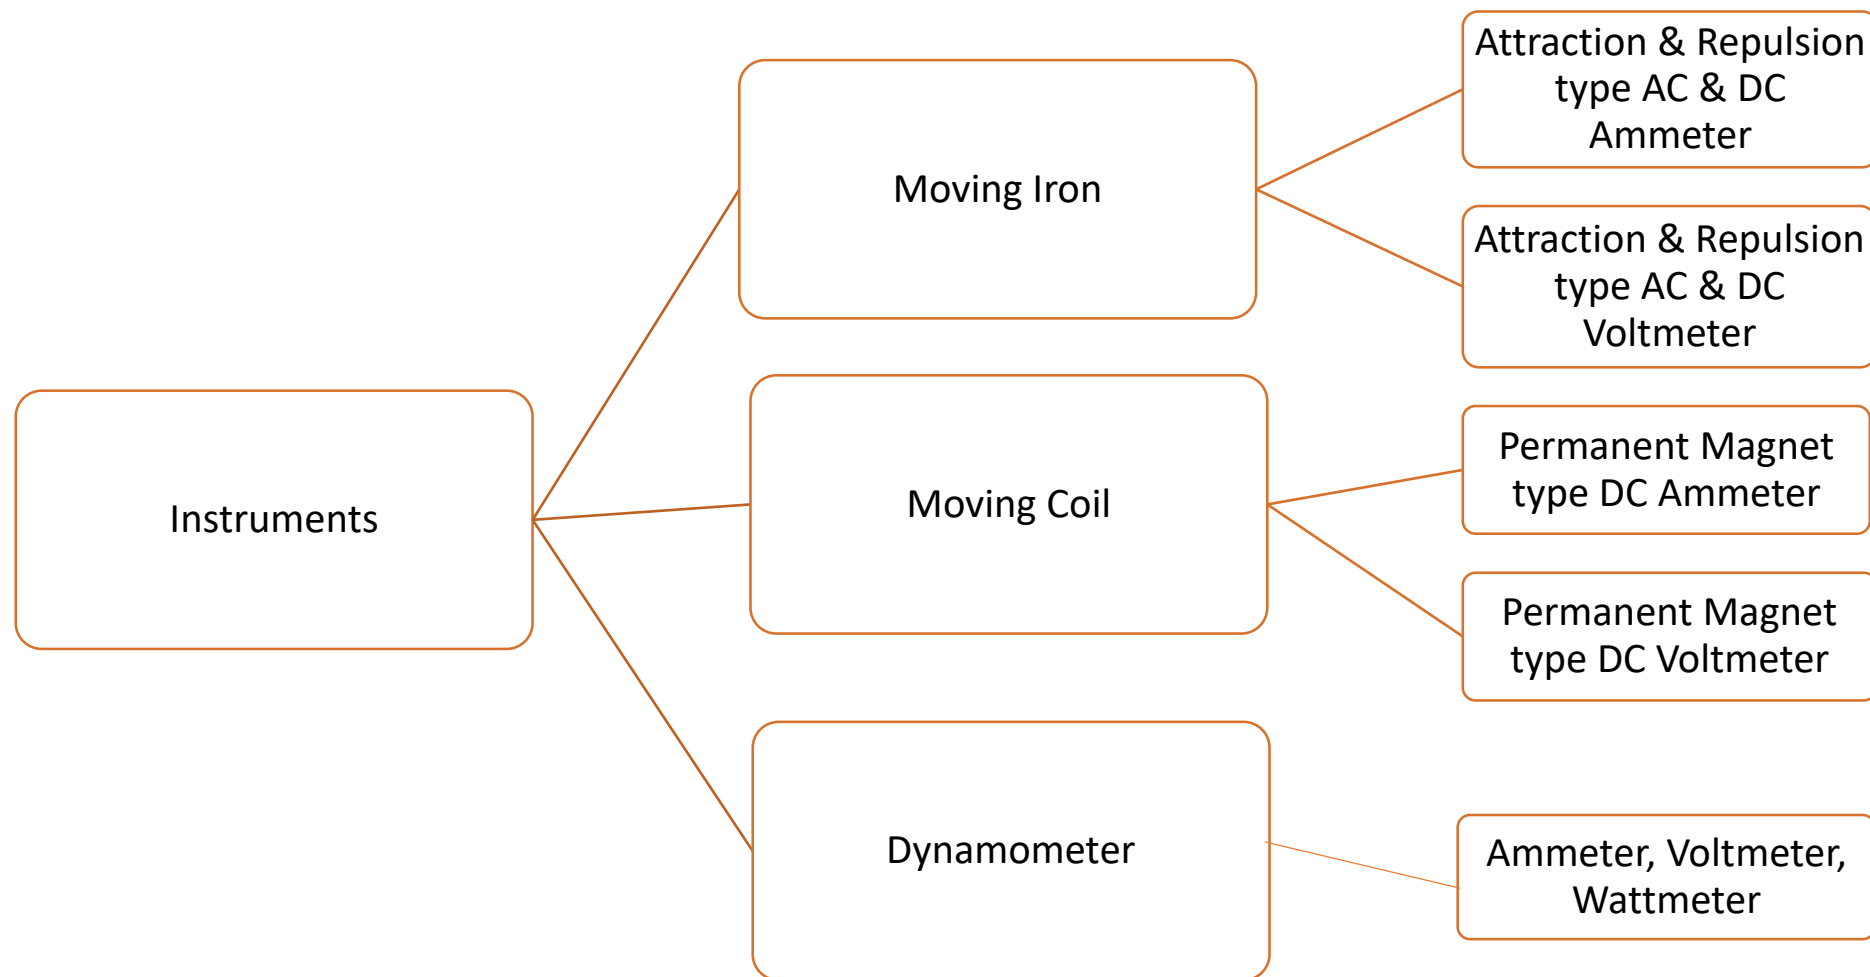 Instruments
Moving Iron
Attraction & Repulsion
type AC & DC
Ammeter
Attraction & Repulsion
type AC & DC
Voltmeter
Moving Coil
Permanent Magnet
type DC Ammeter
Permanent Magnet
type DC Voltmeter
Dynamometer
Ammeter, Voltmeter,
Wattmeter